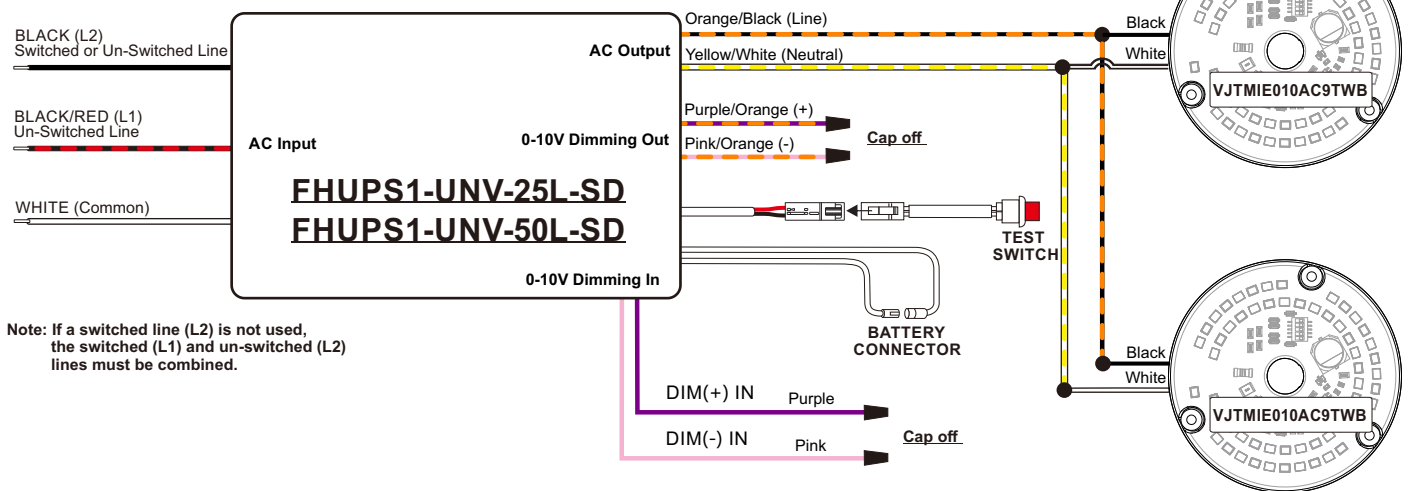 BLACK (L2)
Switched or Un-Switched Line
BLACK/RED (L1)
Un-Switched Line
WHITE (Common)
AC Input
AC Output
0-10V Dimming Out
FHUPS1-UNV-25L-SD
FHUPS1-UNV-50L-SD
0-10V Dimming In
Orange/Black (Line)
Yellow/White (Neutral)
Purple/Orange (+)
Pink/Orange (-)
Cap off
TEST
SWITCH
BATTERY
CONNECTOR
Black
White
VJTMIE010AC9TWB
Black
White
VJTMIE010AC9TWB
Note: If a switched line (L2) is not used,
the switched (L1) and un-switched (L2)
lines must be combined.
DIM(+) IN
Purple
DIM(-) IN
Pink
Cap off